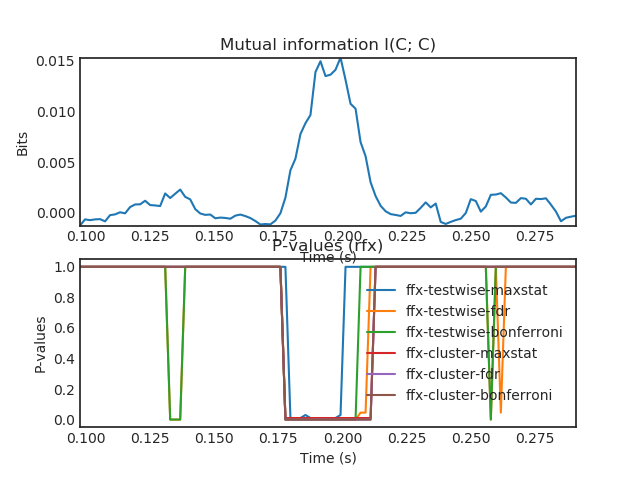 Mutual information I(C; C)
0.015
0.010
0.005
0.000
Bits
0.100 0.125 0.150 0.175 0.200 0.225 0.250 0.275
Time (s)
P-values (rfx)
1.0
0.8
0.6
0.4
0.2
0.0
P-values
ffx-testwise-maxstat
ffx-testwise-fdr
ffx-testwise-bonferroni
ffx-cluster-maxstat
ffx-cluster-fdr
ffx-cluster-bonferroni
0.100 0.125 0.150 0.175 0.200 0.225 0.250 0.275
Time (s)